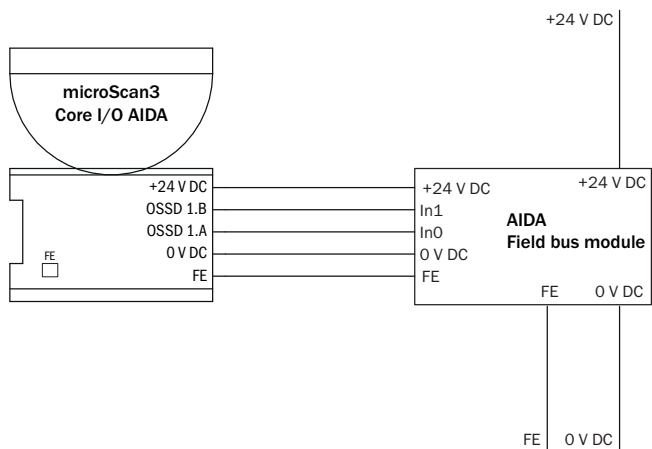 +24 V DC
microScan3
Core I/O AIDA
+24 V DC
OSSD 1.B
OSSD 1.A
0 V DC
FE
FE
+24 V DC
In1
In0
0 V DC
FE
+24 V DC
AIDA
Field bus module
FE
0 V DC
FE
0 V DC